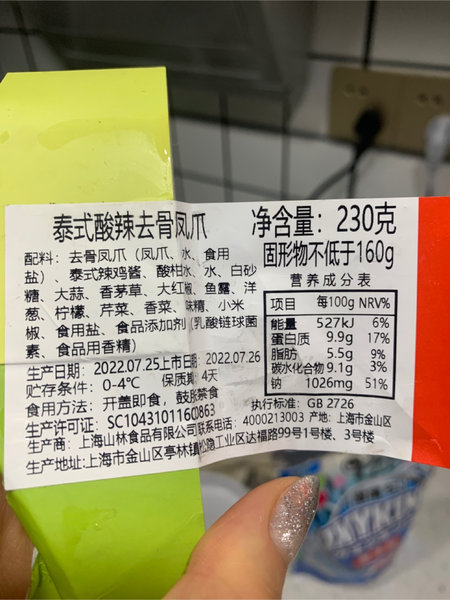 泰式酸辣去骨凤爪
净含量：230克
固形物不低于160g
配料：去骨凤爪（凤爪、水、食用
盐）、泰式辣鸡酱、酸柑水、水、白砂
糖、大蒜、香茅草、大红椒、鱼露、洋
葱、柠檬、芹菜、香菜、味精、小米
椒、食用盐、食品添加剂（乳酸链球菌
素、食品用香精）
生产日期：2022.07.25上市日期：2022.07.26
贮存条件：0-4℃ 保质期：4天
食用方法：开盖即食，鼓胀禁食
生产许可证：SC10431011600863
生产商：上海山林食品有限公司 联系电话：4000213003 产地：上海市金山区
生产地址：上海市金山区亭林镇松隐工业区达福路99号1号楼、3号楼
营养成分表
项目 每100g NRV%
能量 527kJ 6%
蛋白质 9.9g 17%
脂肪 5.5g 9%
碳水化合物 9.1g 3%
钠 1026mg 51%
执行标准：GB 2726